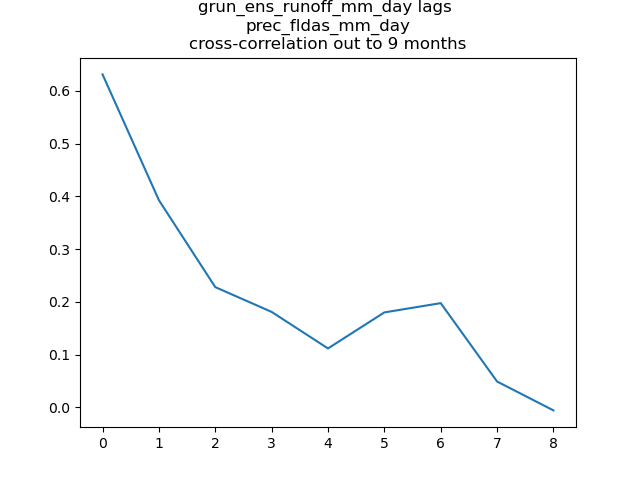 grun_ens_runoff_mm_day lags
prec_fldas_mm_day
cross-correlation out to 9 months
0.6
0.5
0.4
0.3
0.2
0.1
0.0
0 1 2 3 4 5 6 7 8